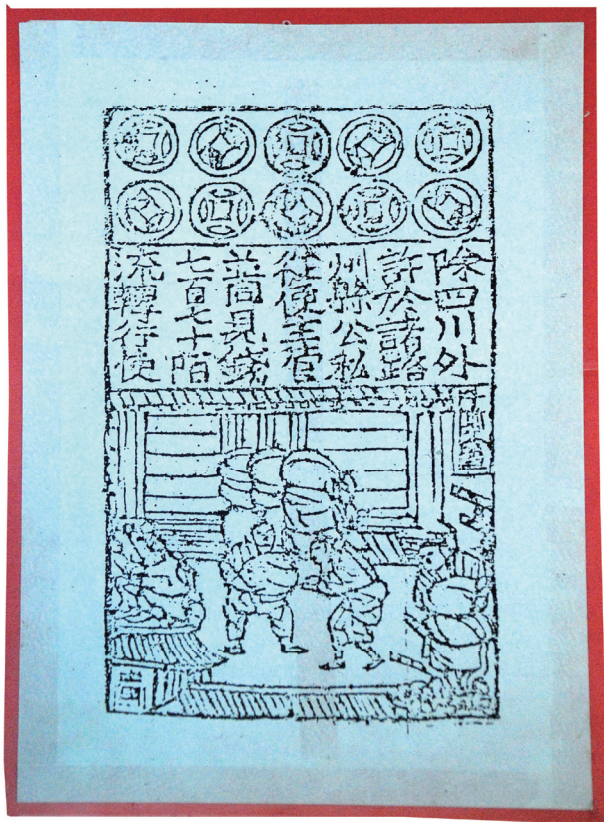 除四川外
許於諸路
州縣公私
從便主管
並同見錢
七百七十陌
流轉行使